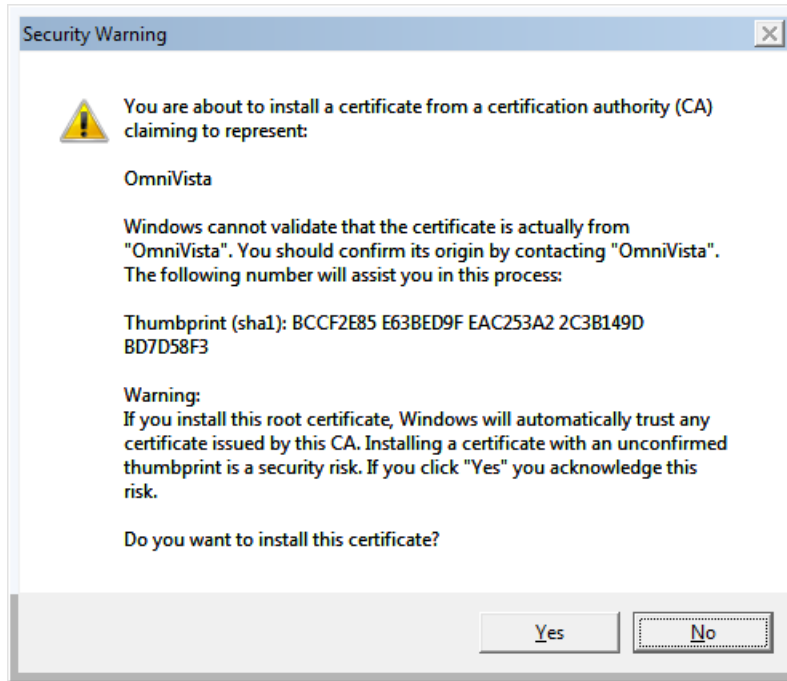 Security Warning
You are about to install a certificate from a certification authority (CA)
claiming to represent:
OmniVista
Windows cannot validate that the certificate is actually from
"OmniVista". You should confirm its origin by contacting "OmniVista".
The following number will assist you in this process:
Thumbprint (sha1): BCCF2E85 E63BED9F EAC253A2 2C3B149D
BD7D58F3
Warning:
If you install this root certificate, Windows will automatically trust any
certificate issued by this CA. Installing a certificate with an unconfirmed
thumbprint is a security risk. If you click "Yes" you acknowledge this
risk.
Do you want to install this certificate?
Yes
No